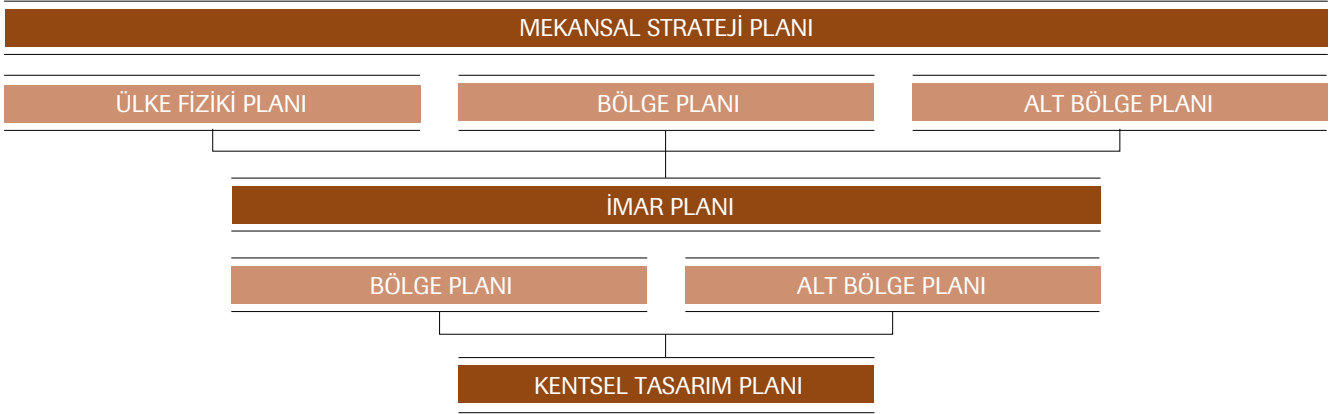 MEKANSAL STRATEJİ PLANI
ÜLKE FİZİKİ PLANI
BÖLGE PLANI
ALT BÖLGE PLANI
İMAR PLANI
BÖLGE PLANI
ALT BÖLGE PLANI
KENTSEL TASARIM PLANI